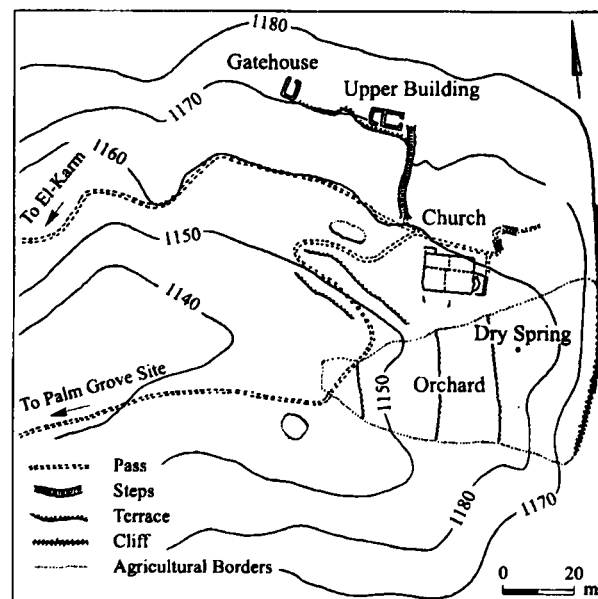 1180
Gatehouse
Upper Building
1170
1160
To El-Karm
Church
1150
1140
Dry Spring
To Palm Grove Site
1150
Orchard
Pass
Steps
Terrace
Cliff
Agricultural Borders
1180
1170
0 20
m